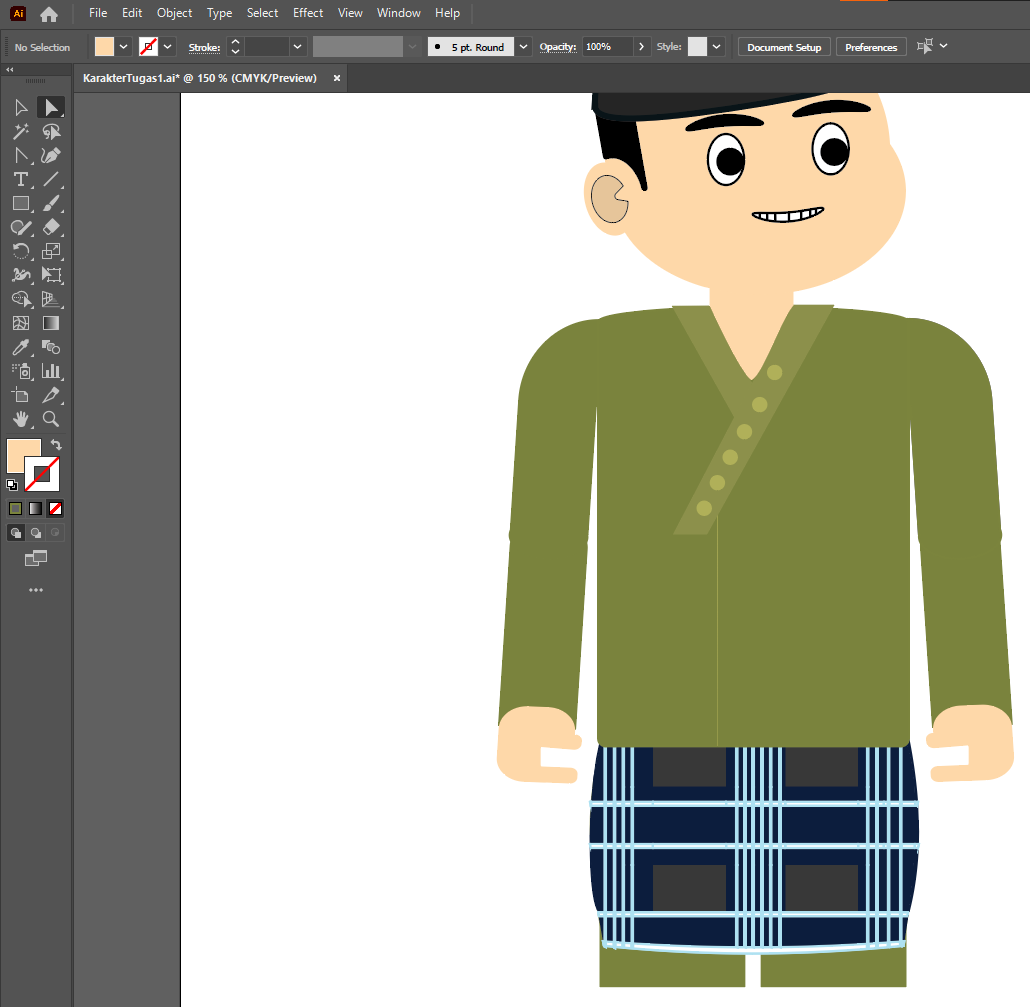 Ai File Edit Object Type Select Effect View Window Help
No Selection Stroke: 5 pt. Round Opacity: 100% Style: Document Setup Preferences
KarakterTugas1.ai* @ 150 % (CMYK/Preview) ×